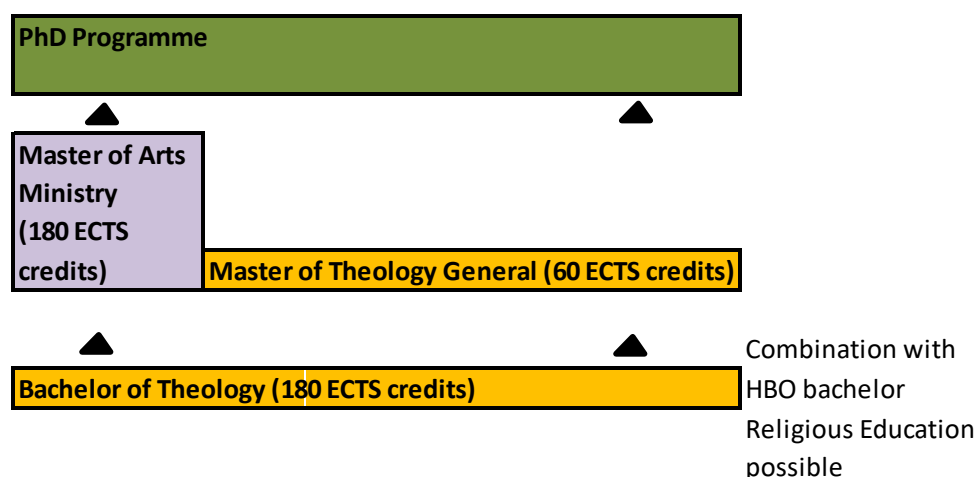 PhD Programme
Master of Arts
Ministry
(180 ECTS
credits)
Master of Theology General (60 ECTS credits)
Bachelor of Theology (180 ECTS credits)
Combination with
HBO bachelor
Religious Education
possible